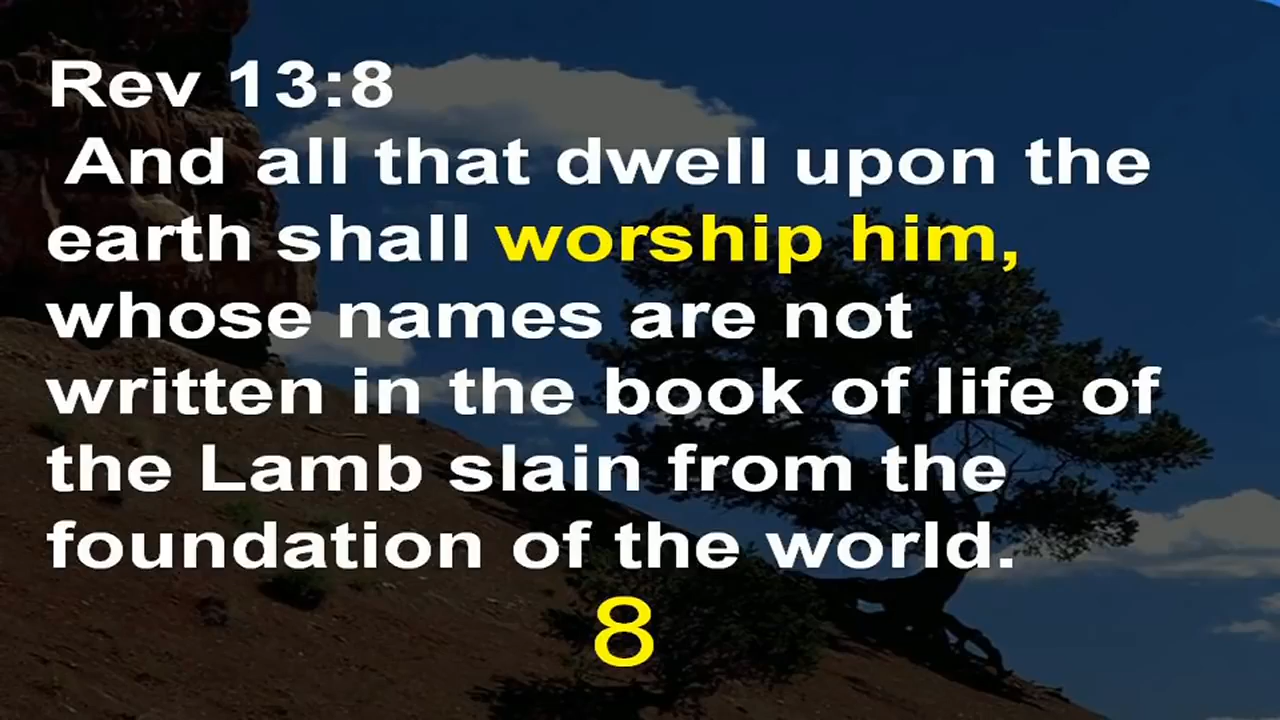 Rev 13:8
And all that dwell upon the
earth shall worship him,
whose names are not
written in the book of life of
the Lamb slain from the
foundation of the world.
8